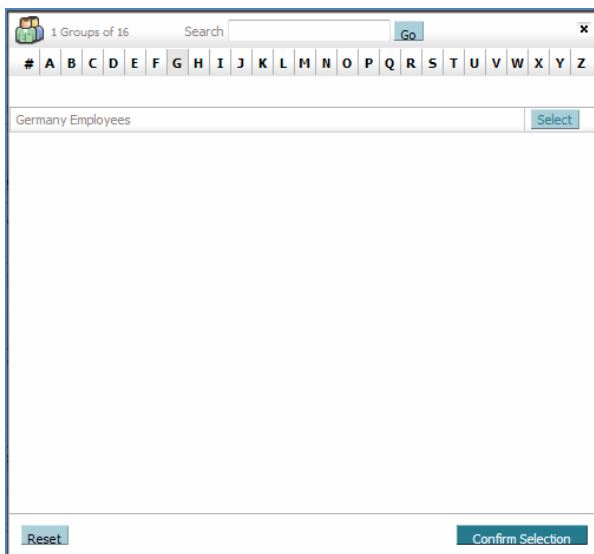 1 Groups of 16 Search Go x
# A B C D E F G H I J K L M N O P Q R S T U V W X Y Z
Germany Employees Select
Reset Confirm Selection